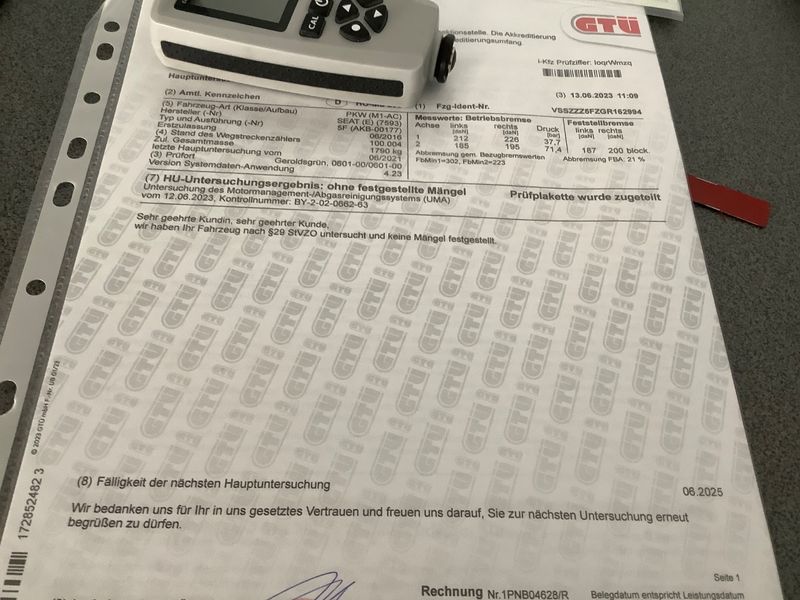 CAL
GTÜ
ektionsstelle. Die Akkreditierung
editierungsumfang.
i-Kfz Prüfziffer: loqrWmzq
Hauptunter
(3) 13.06.2023 11:09
(2) Amtl. Kennzeichen
D
(1) Fzg-Ident-Nr. VSSZZZ5FZGR162994
(5) Fahrzeug-Art (Klasse/Aufbau) PKW (M1-AC)
Hersteller (-Nr) SEAT (E) (7593)
Typ und Ausführung (-Nr) 5F (AKB-00177)
Erstzulassung 06/2016
(4) Stand des Wegstreckenzählers 100.004
Zul. Gesamtmasse 1790 kg
letzte Hauptuntersuchung vom 06/2021
(3) Prüfort Geroldsgrün, 0601-00/0601-00
Version Systemdaten-Anwendung 4.23
Messwerte: Betriebsbremse
Achse links rechts Druck
[daN] [daN] [bar]
1 212 226 37,7
2 185 195 71,4
Abbremsung gem. Bezugsbremswerten
FbMin1=302, FbMin2=223
Feststellbremse
links rechts
[daN] [daN]
187 200 block.
Abbremsung FBA: 21 %
(7) HU-Untersuchungsergebnis: ohne festgestellte Mängel Prüfplakette wurde zugeteilt
Untersuchung des Motormanagement-/Abgasreinigungssystems (UMA)
vom 12.06.2023, Kontrollnummer: BY-2-02-0662-63
Sehr geehrte Kundin, sehr geehrter Kunde,
wir haben Ihr Fahrzeug nach §29 StVZO untersucht und keine Mängel festgestellt.
(8) Fälligkeit der nächsten Hauptuntersuchung 06.2025
Wir bedanken uns für Ihr in uns gesetztes Vertrauen und freuen uns darauf, Sie zur nächsten Untersuchung erneut
begrüßen zu dürfen.
Seite 1
Rechnung Nr.1PNB04628/R Belegdatum entspricht Leistungsdatum
172852482 3